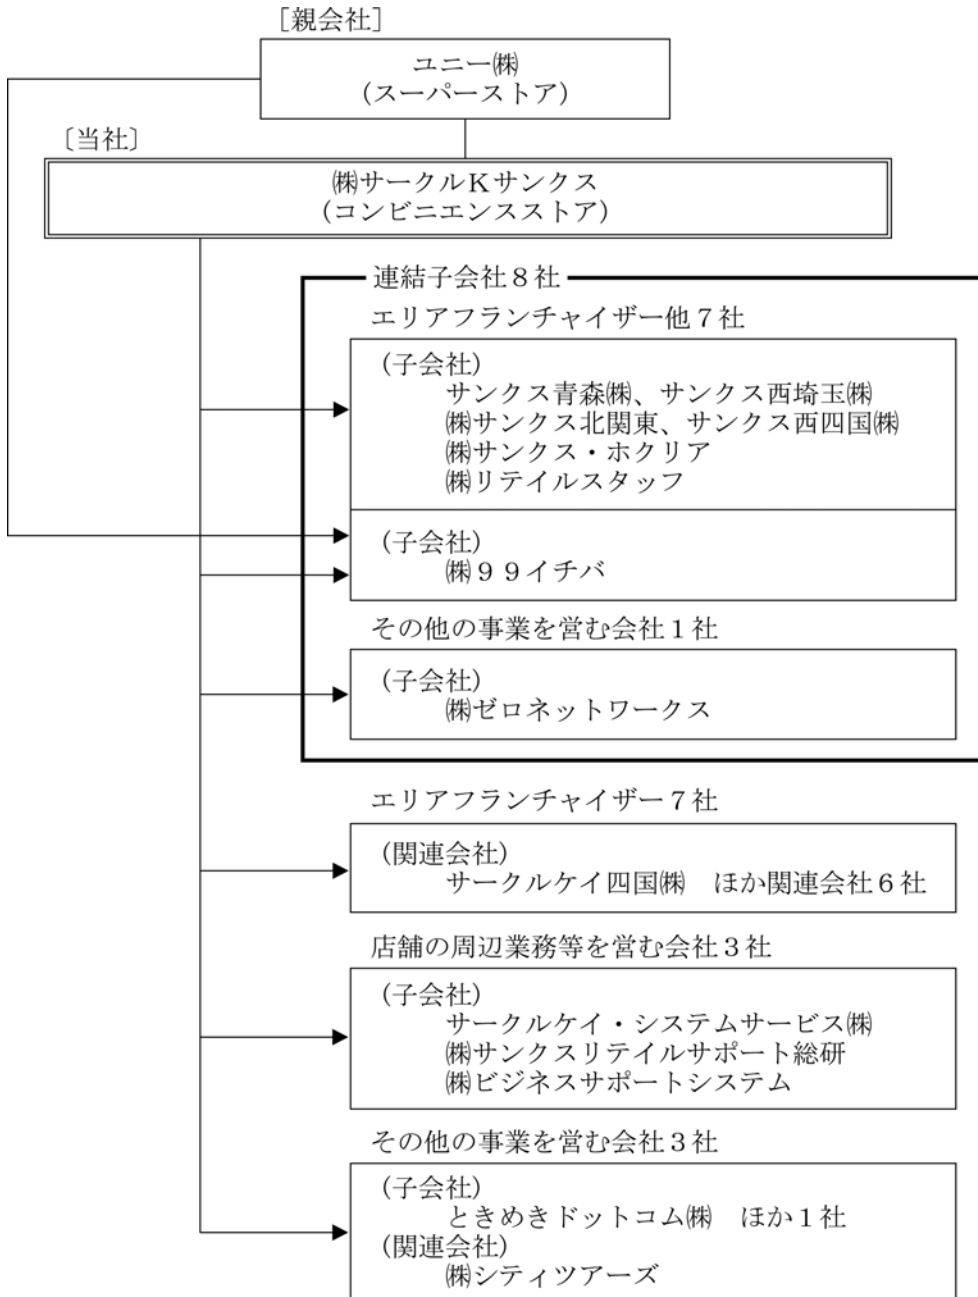 ［親会社］
ユニー㈱
（スーパーストア）
〔当社〕
㈱サークルＫサンクス
（コンビニエンスストア）
連結子会社８社
エリアフランチャイザー他７社
（子会社）
サンクス青森㈱、サンクス西埼玉㈱
㈱サンクス北関東、サンクス西四国㈱
㈱サンクス・ホクリア
㈱リテイルスタッフ
（子会社）
㈱９９イチバ
その他の事業を営む会社１社
（子会社）
㈱ゼロネットワークス
エリアフランチャイザー７社
（関連会社）
サークルケイ四国㈱　ほか関連会社６社
店舗の周辺業務等を営む会社３社
（子会社）
サークルケイ・システムサービス㈱
㈱サンクスリテイルサポート総研
㈱ビジネスサポートシステム
その他の事業を営む会社３社
（子会社）
ときめきドットコム㈱　ほか１社
（関連会社）
㈱シティツアーズ